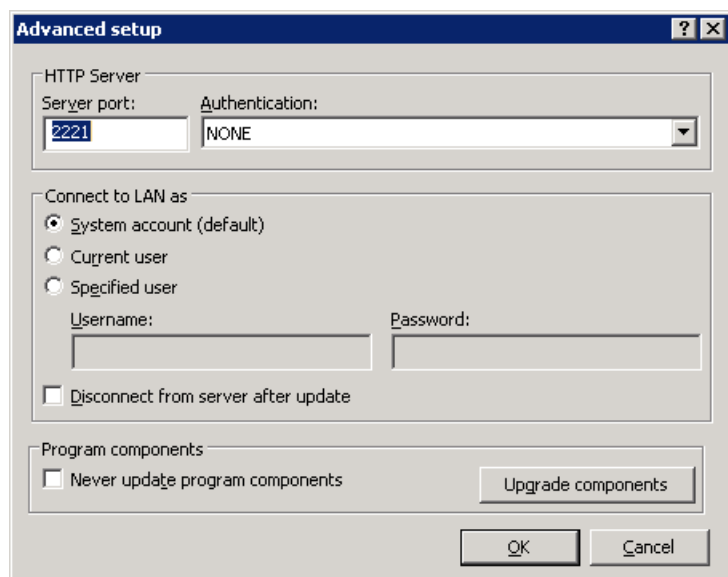 Advanced setup
HTTP Server
Server port: Authentication:
2221 NONE
Connect to LAN as
System account (default)
Current user
Specified user
Username: Password:
Disconnect from server after update
Program components
Never update program components
Upgrade components
OK Cancel